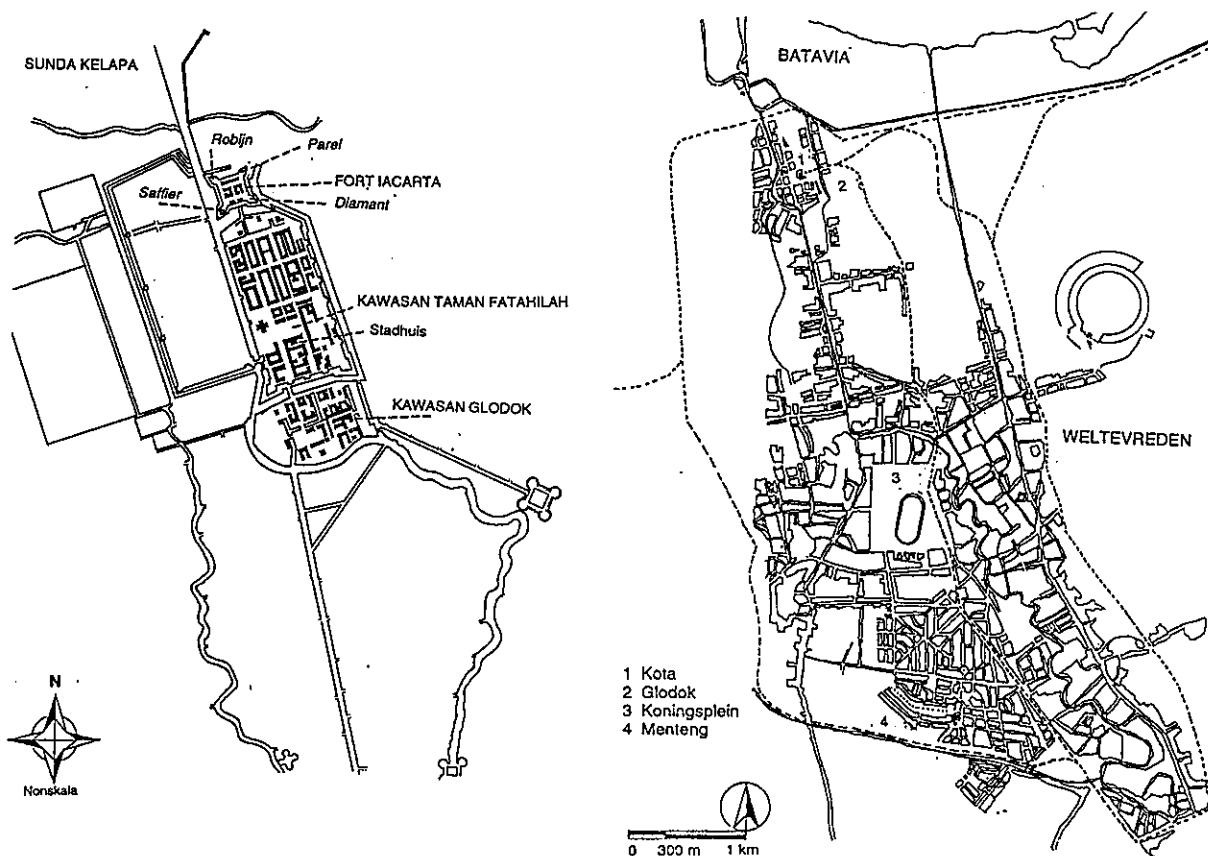 SUNDA KELAPA
Robijn
Parel
FORT IACARTA
Saffier
Diamant
KAWASAN TAMAN FATAHILAH
Stadhuis
KAWASAN GLODOK
N
Nonskala
BATAVIA
1
2
WELTEVREDEN
3
4
1 Kota
2 Glodok
3 Koningsplein
4 Menteng
0 300 m 1 km